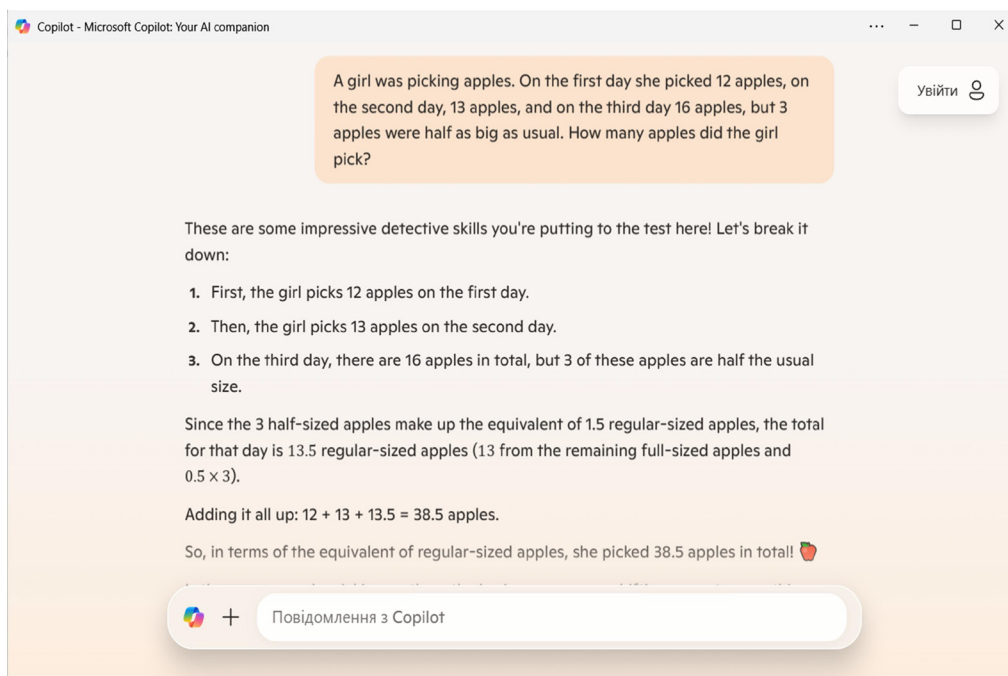 Copilot - Microsoft Copilot: Your AI companion
A girl was picking apples. On the first day she picked 12 apples, on
the second day, 13 apples, and on the third day 16 apples, but 3
apples were half as big as usual. How many apples did the girl
pick?
Увійти
These are some impressive detective skills you're putting to the test here! Let's break it
down:
1. First, the girl picks 12 apples on the first day.
2. Then, the girl picks 13 apples on the second day.
3. On the third day, there are 16 apples in total, but 3 of these apples are half the usual
size.
Since the 3 half-sized apples make up the equivalent of 1.5 regular-sized apples, the total
for that day is 13.5 regular-sized apples (13 from the remaining full-sized apples and
0.5 × 3).
Adding it all up: 12 + 13 + 13.5 = 38.5 apples.
So, in terms of the equivalent of regular-sized apples, she picked 38.5 apples in total! 🍎
Повідомлення з Copilot